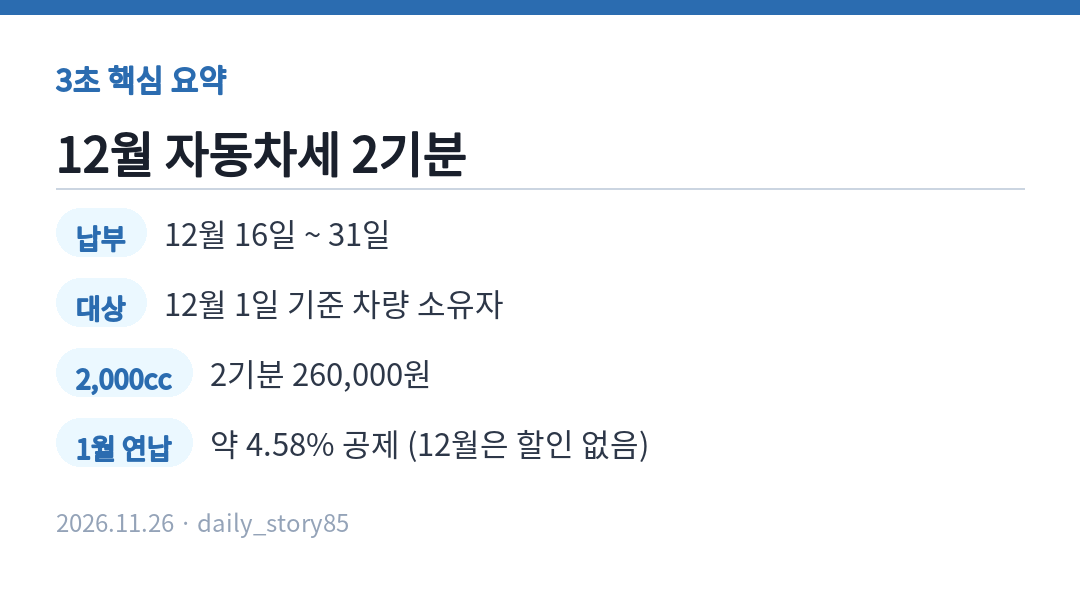 3초 핵심 요약
12월 자동차세 2기분
납부 12월 16일 ~ 31일
대상 12월 1일 기준 차량 소유자
2,000cc 2기분 260,000원
1월 연납 약 4.58% 공제 (12월은 할인 없음)
2026.11.26 · daily_story85